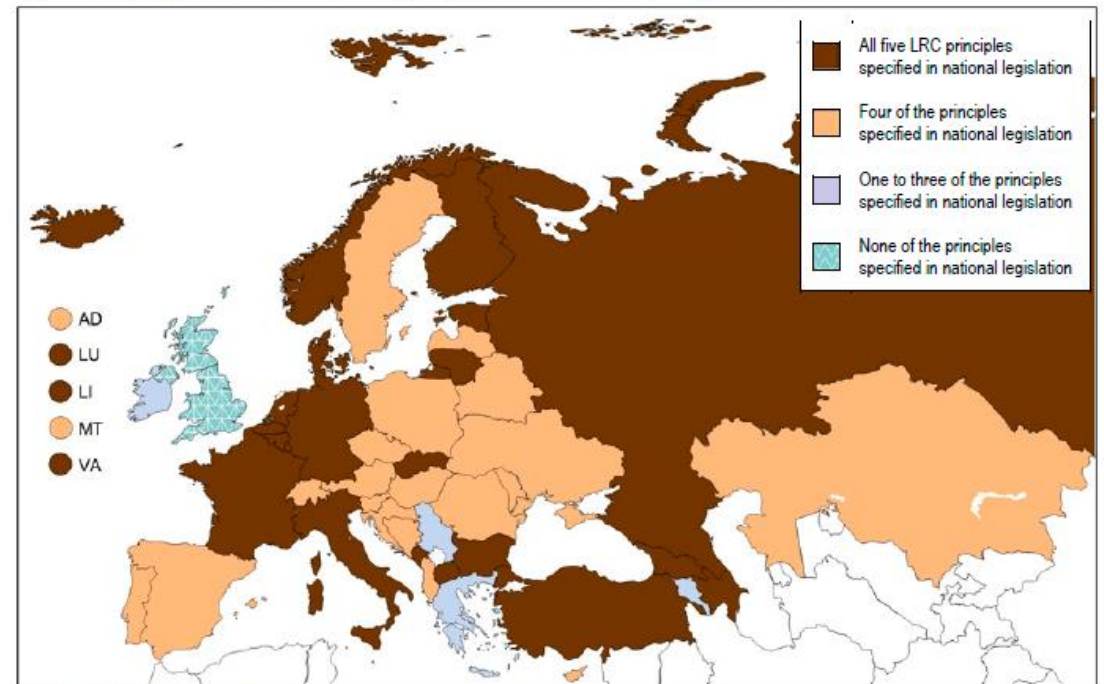 All five LRC principles
specified in national legislation
Four of the principles
specified in national legislation
One to three of the principles
specified in national legislation
None of the principles
specified in national legislation
AD
LU
LI
MT
VA